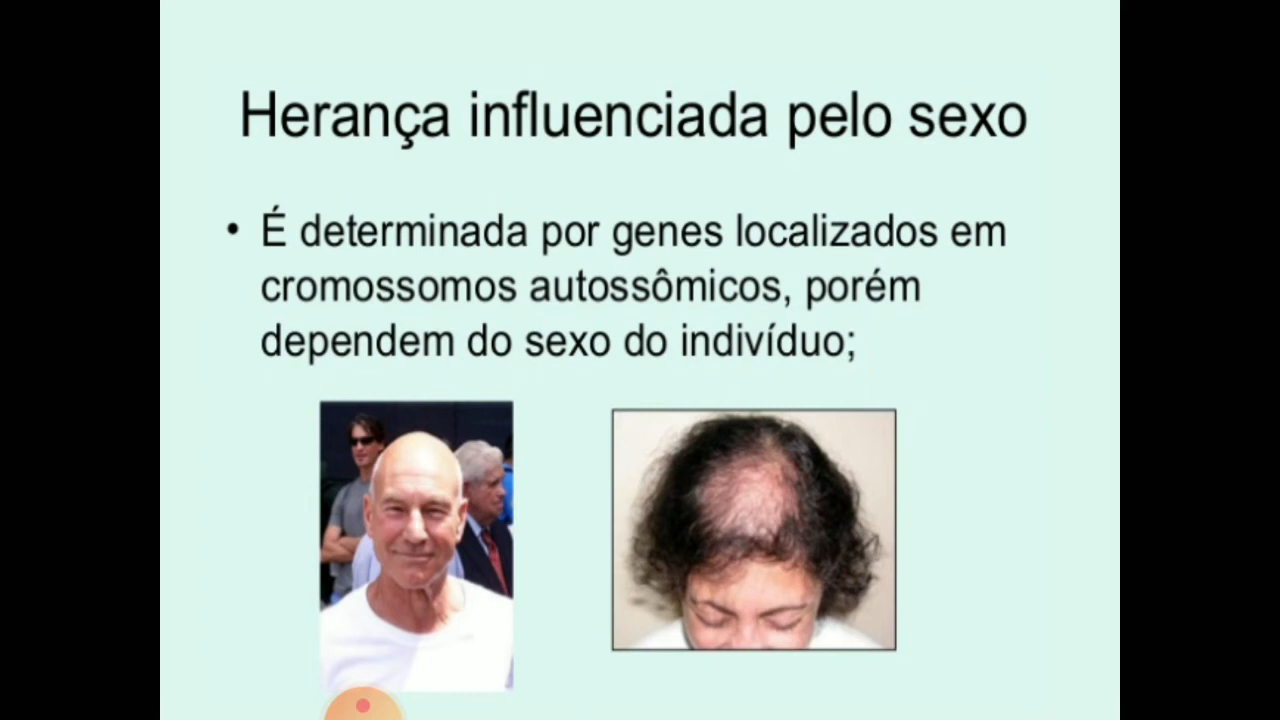 Herança influenciada pelo sexo
• É determinada por genes localizados em
cromossomos autossômicos, porém
dependem do sexo do indivíduo;